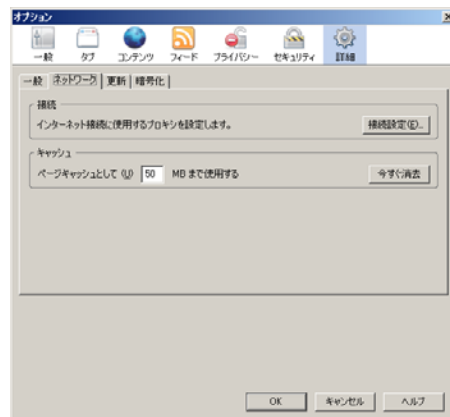 オプション
一般 タブ コンテンツ フィード プライバシー セキュリティ 詳細
一般 ネットワーク 更新 暗号化
接続
インターネット接続に使用するプロキシを設定します。 接続設定(E)...
キャッシュ
ページキャッシュとして(U) 50 MB まで使用する 今すぐ消去
OK キャンセル ヘルプ